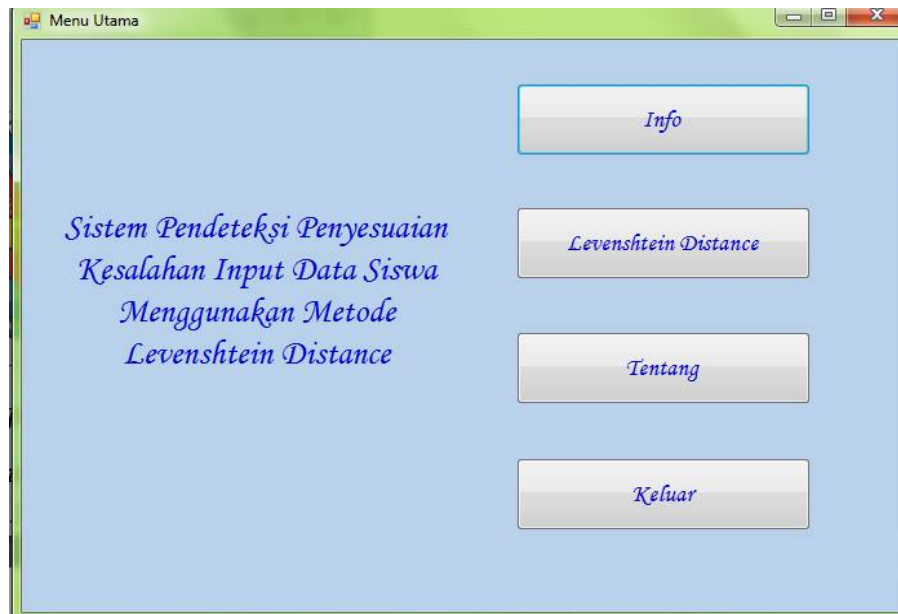 Menu Utama
Info
Sistem Pendeteksi Penyesuaian
Kesalahan Input Data Siswa
Menggunakan Metode
Levenshtein Distance
Levenshtein Distance
Tentang
Keluar